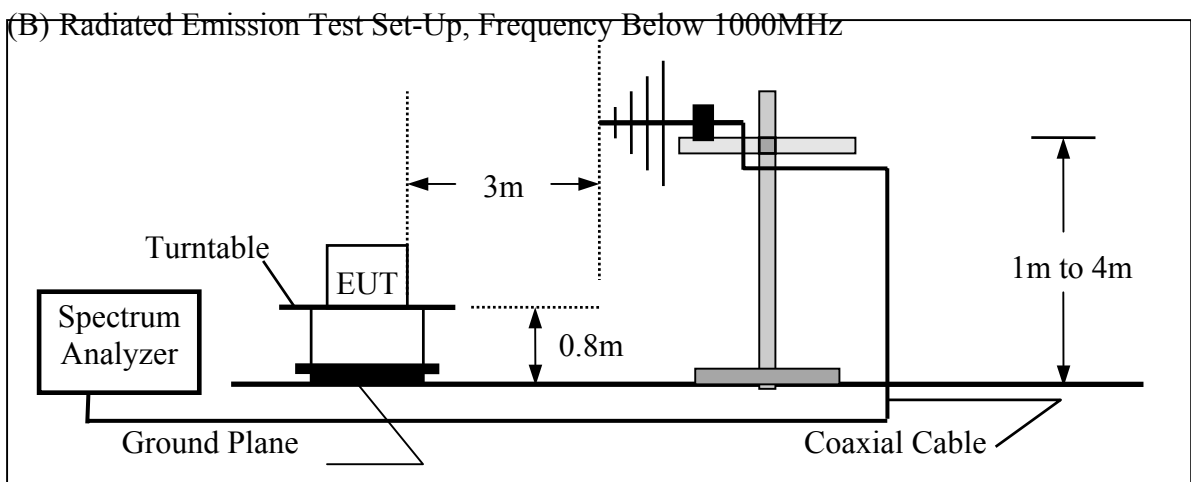 (B) Radiated Emission Test Set-Up, Frequency Below 1000MHz
3m
Turntable
EUT
1m to 4m
Spectrum
Analyzer
0.8m
Ground Plane
Coaxial Cable